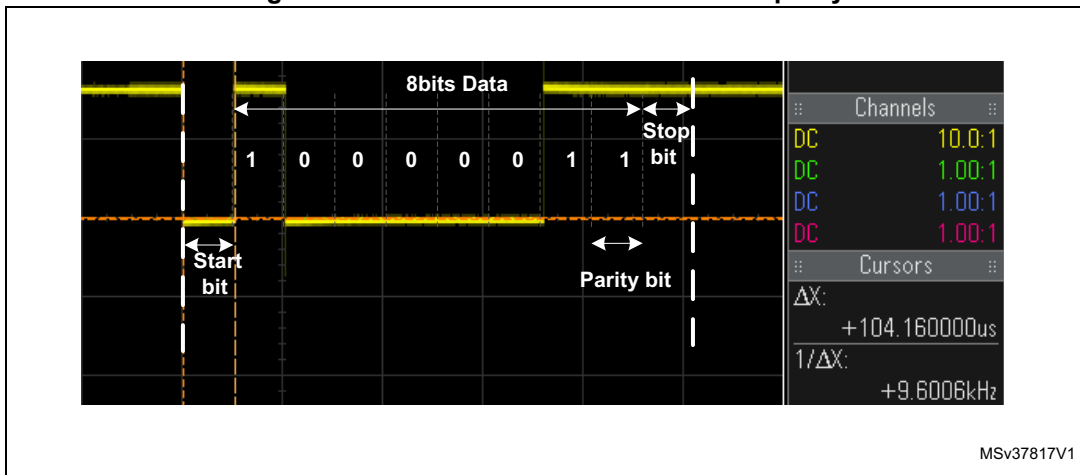 8bits Data
Stop
bit
1 0 0 0 0 0 1 1
Start
bit
Parity bit
Channels
DC 10.0:1
DC 1.00:1
DC 1.00:1
DC 1.00:1
Cursors
ΔX:
+104.160000us
1/ΔX:
+9.6006kHz
MSv37817V1